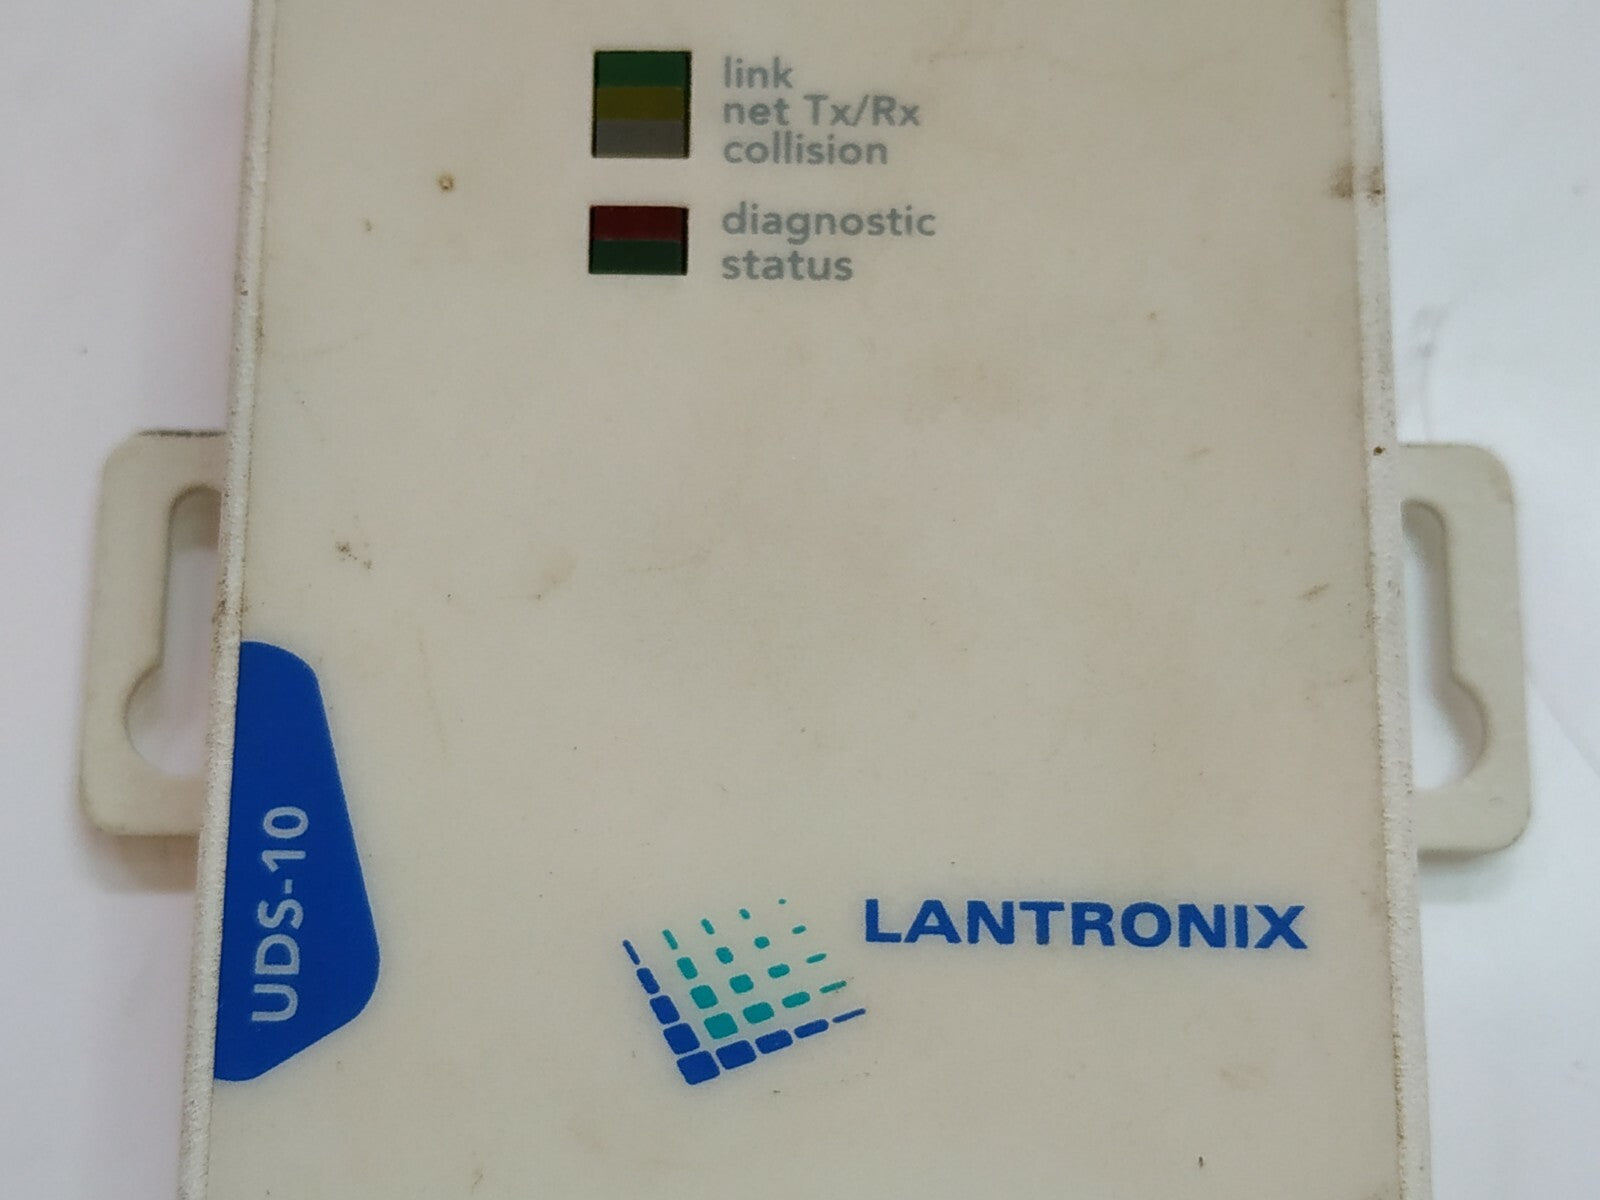 link
net Tx/Rx
collision
diagnostic
status
UDS-10
LANTRONIX